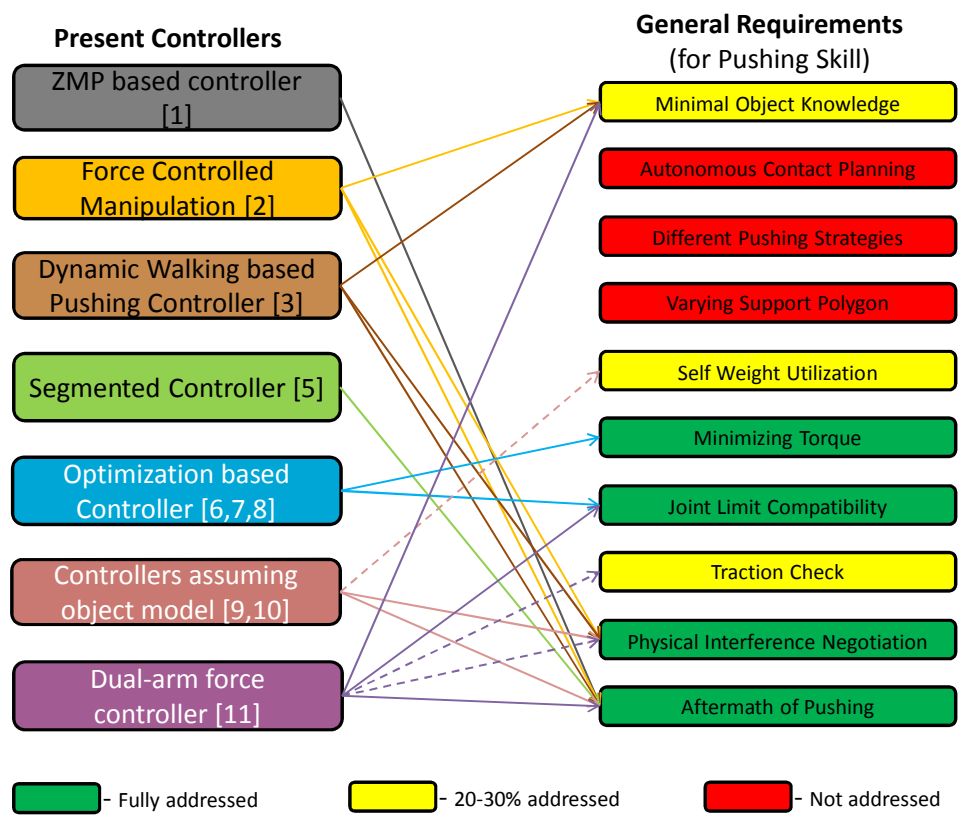 Present Controllers
ZMP based controller
[1]
Force Controlled
Manipulation [2]
Dynamic Walking based
Pushing Controller [3]
Segmented Controller [5]
Optimization based
Controller [6,7,8]
Controllers assuming
object model [9,10]
Dual-arm force
controller [11]
General Requirements
(for Pushing Skill)
Minimal Object Knowledge
Autonomous Contact Planning
Different Pushing Strategies
Varying Support Polygon
Self Weight Utilization
Minimizing Torque
Joint Limit Compatibility
Traction Check
Physical Interference Negotiation
Aftermath of Pushing
- Fully addressed
- 20-30% addressed
- Not addressed